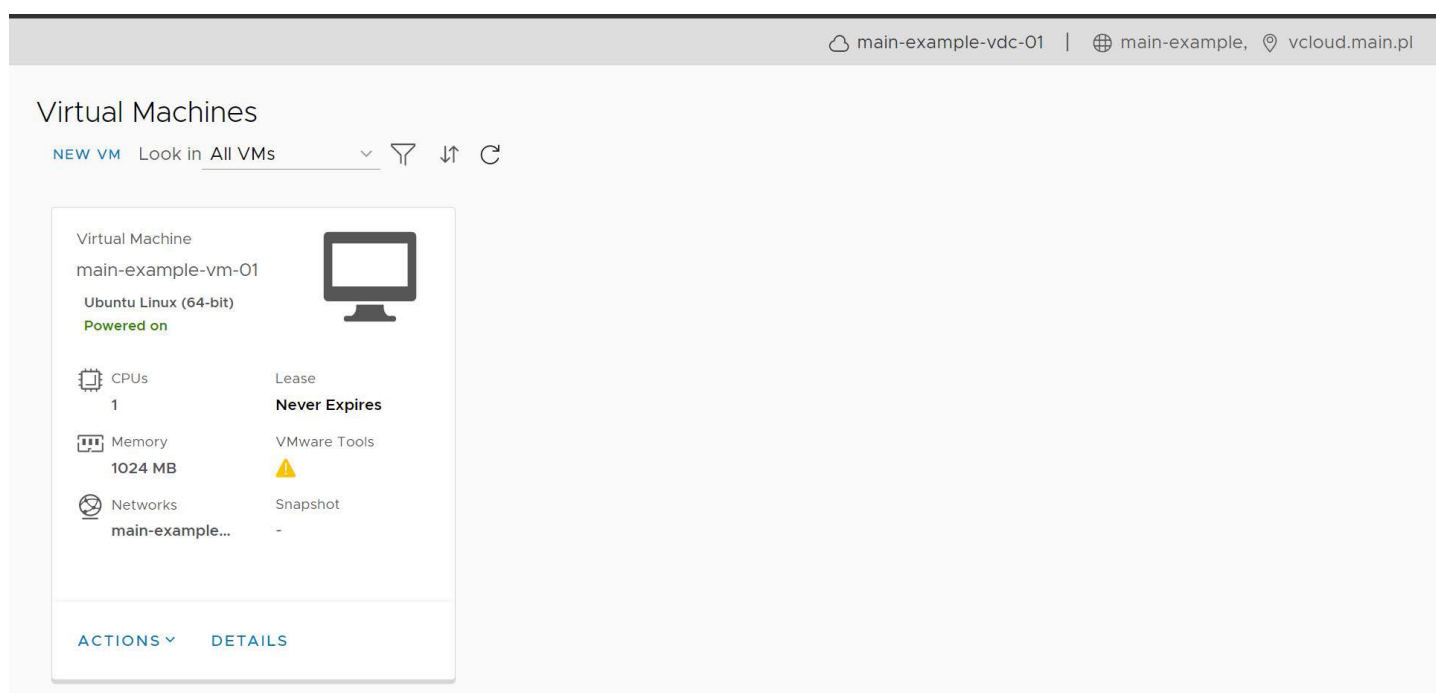 main-example-vdc-01 | main-example, vcloud.main.pl
Virtual Machines
NEW VM Look in All VMs
Virtual Machine
main-example-vm-01
Ubuntu Linux (64-bit)
Powered on
CPUs Lease
1 Never Expires
Memory VMware Tools
1024 MB
Networks Snapshot
main-example... -
ACTIONS DETAILS